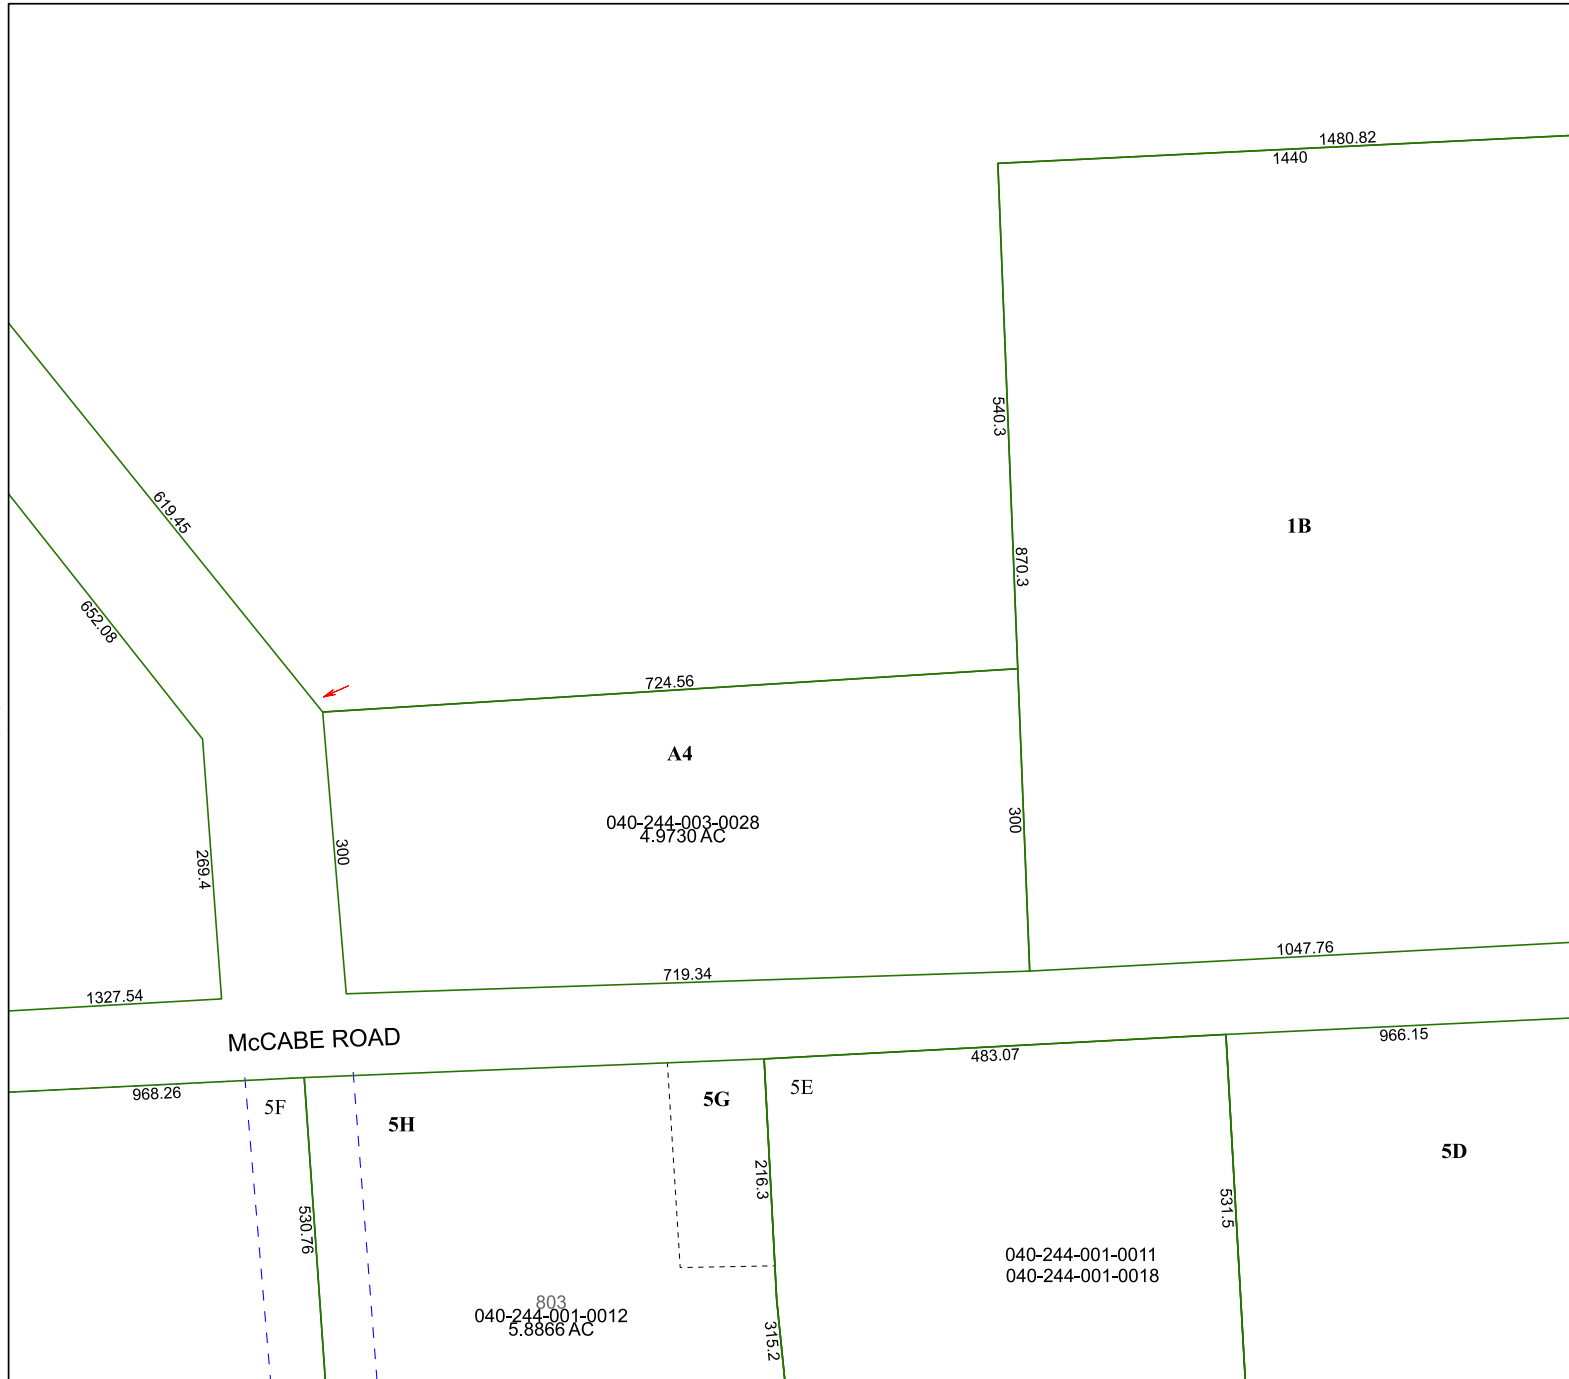 1480.82
1440
540.3
619.45
1B
870.3
652.08
724.56
A4
040-244-003-0028
4.9730 AC
300
300
269.4
1047.76
719.34
1327.54
McCABE ROAD
966.15
483.07
968.26
5F
5H
5G
5E
5D
216.3
531.5
530.76
040-244-001-0011
040-244-001-0018
803
040-244-001-0012
5.8866 AC
315.2